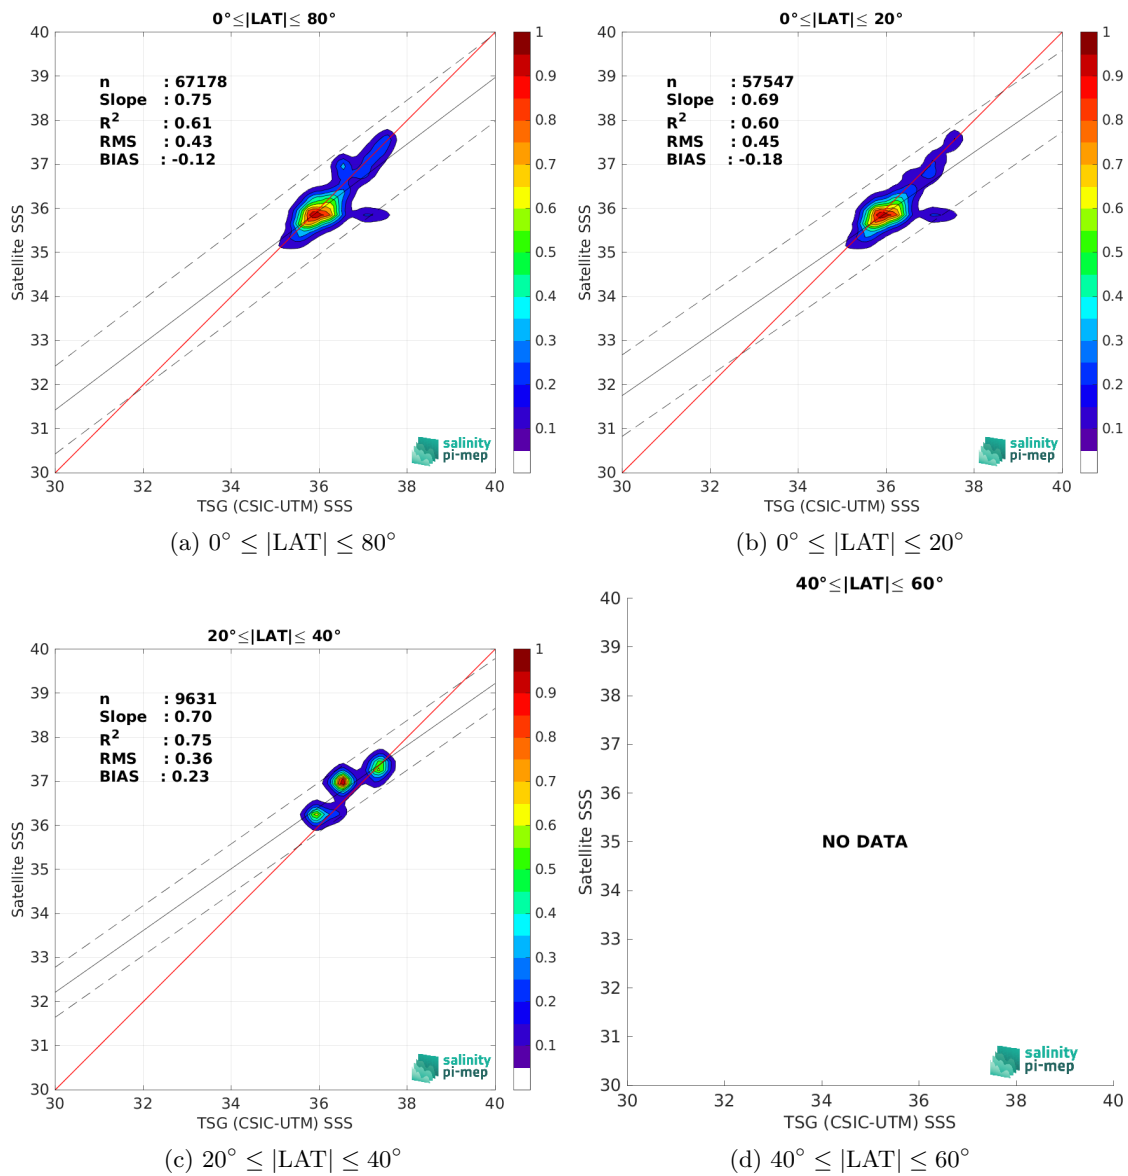 0°≤|LAT|≤ 80°
n : 67178
Slope : 0.75
R² : 0.61
RMS : 0.43
BIAS : -0.12
Satellite SSS
40
39
38
37
36
35
34
33
32
31
30
30 32 34 36 38 40
TSG (CSIC-UTM) SSS
1
0.9
0.8
0.7
0.6
0.5
0.4
0.3
0.2
0.1
salinity
pi-mep
(a) 0° ≤ |LAT| ≤ 80°
0°≤|LAT|≤ 20°
n : 57547
Slope : 0.69
R² : 0.60
RMS : 0.45
BIAS : -0.18
Satellite SSS
40
39
38
37
36
35
34
33
32
31
30
30 32 34 36 38 40
TSG (CSIC-UTM) SSS
1
0.9
0.8
0.7
0.6
0.5
0.4
0.3
0.2
0.1
salinity
pi-mep
(b) 0° ≤ |LAT| ≤ 20°
20°≤|LAT|≤ 40°
n : 9631
Slope : 0.70
R² : 0.75
RMS : 0.36
BIAS : 0.23
Satellite SSS
40
39
38
37
36
35
34
33
32
31
30
30 32 34 36 38 40
TSG (CSIC-UTM) SSS
1
0.9
0.8
0.7
0.6
0.5
0.4
0.3
0.2
0.1
salinity
pi-mep
(c) 20° ≤ |LAT| ≤ 40°
40°≤|LAT|≤ 60°
Satellite SSS
40
39
38
37
36
35
34
33
32
31
30
NO DATA
30 32 34 36 38 40
TSG (CSIC-UTM) SSS
salinity
pi-mep
(d) 40° ≤ |LAT| ≤ 60°